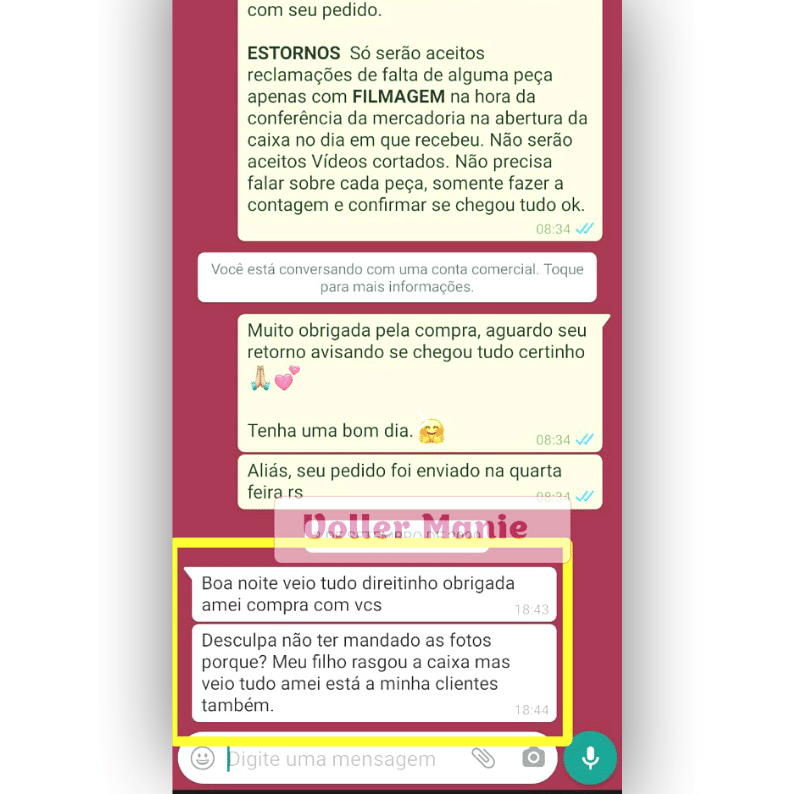 com seu pedido.
ESTORNOS Só serão aceitos
reclamações de falta de alguma peça
apenas com FILMAGEM na hora da
conferência da mercadoria na abertura da
caixa no dia em que recebeu. Não serão
aceitos Vídeos cortados. Não precisa
falar sobre cada peça, somente fazer a
contagem e confirmar se chegou tudo ok.
08:34
Você está conversando com uma conta comercial. Toque
para mais informações.
Muito obrigada pela compra, aguardo seu
retorno avisando se chegou tudo certinho
🙏🏼💕
Tenha uma bom dia. 🤗
08:34
Aliás, seu pedido foi enviado na quarta
feira rs
08:34
Voller Manie
DE SETEMBRO DE 2020
Boa noite veio tudo direitinho obrigada
amei compra com vcs
18:43
Desculpa não ter mandado as fotos
porque? Meu filho rasgou a caixa mas
veio tudo amei está a minha clientes
também.
18:44
Digite uma mensagem